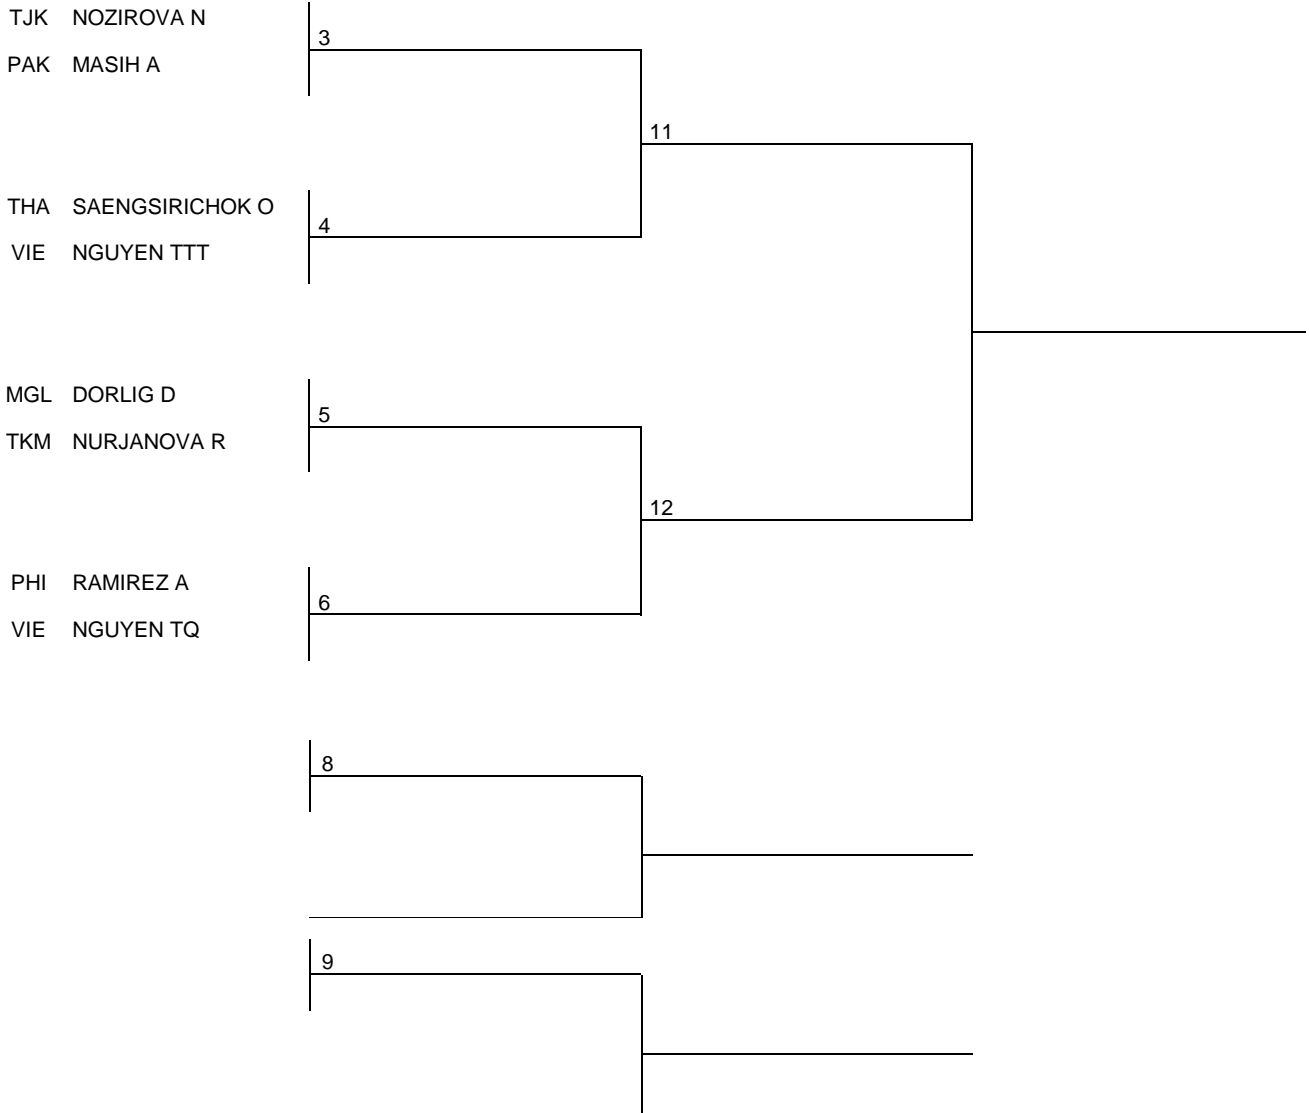 TJK NOZIROVA N
3
PAK MASIH A
11
THA SAENGSIRICHOK O
4
VIE NGUYEN TTT
MGL DORLIG D
5
TKM NURJANOVA R
12
PHI RAMIREZ A
6
VIE NGUYEN TQ
8
9